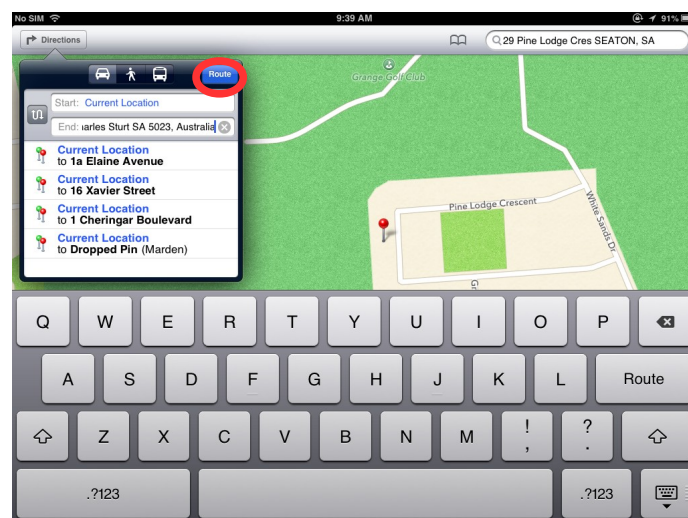 No SIM 9:39 AM 91%
Directions 29 Pine Lodge Cres SEATON, SA
Route
Grange Golf Club
Start: Current Location
End: arles Sturt SA 5023, Australia
Current Location
to 1a Elaine Avenue
Current Location
to 16 Xavier Street
Current Location
to 1 Cheringar Boulevard
Current Location
to Dropped Pin (Marden)
Pine Lodge Crescent
White Sands Dr
Q W E R T Y U I O P
A S D F G H J K L Route
Z X C V B N M ! , ? .
.?123 .?123